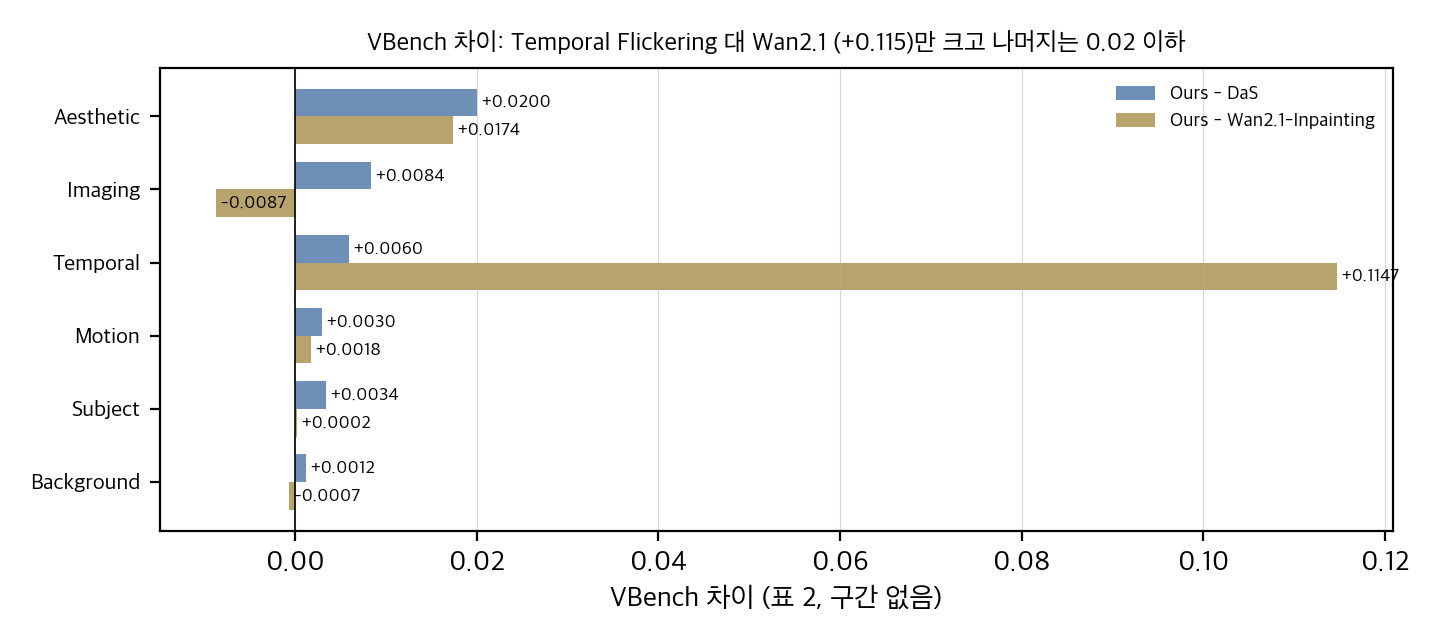 VBench 차이: Temporal Flickering 대 Wan2.1 (+0.115)만 크고 나머지는 0.02 이하
Ours - DaS
Ours - Wan2.1-Inpainting
Aesthetic
+0.0200
+0.0174
Imaging
+0.0084
-0.0087
Temporal
+0.0060
+0.1147
Motion
+0.0030
+0.0018
Subject
+0.0034
+0.0002
Background
+0.0012
-0.0007
0.00 0.02 0.04 0.06 0.08 0.10 0.12
VBench 차이 (표 2, 구간 없음)